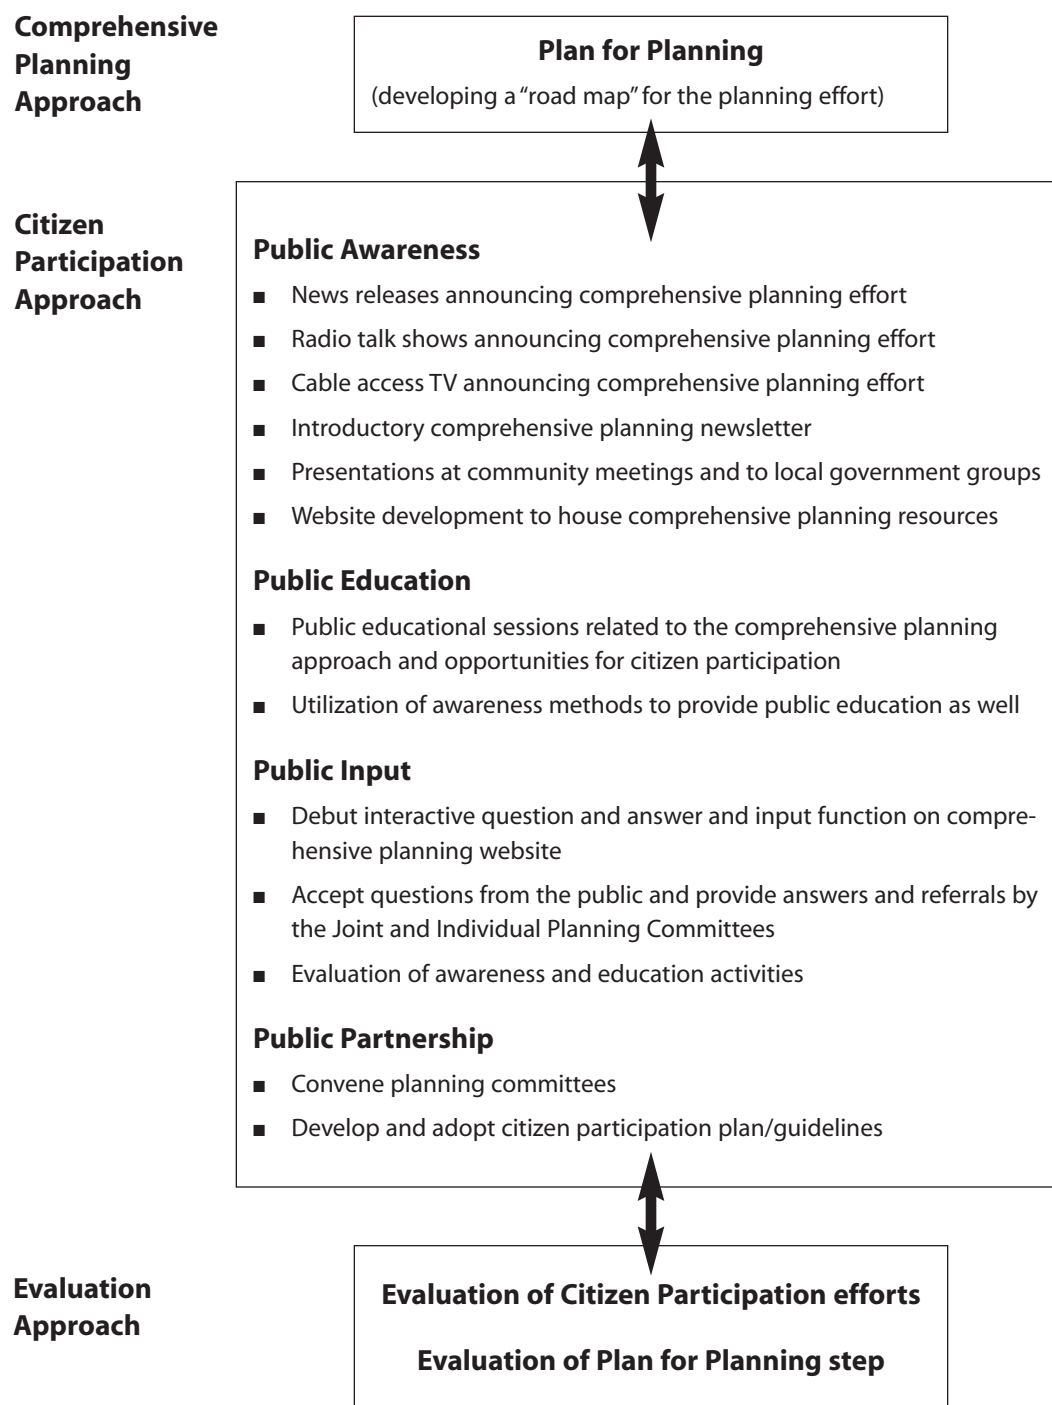 Comprehensive
Planning
Approach
Plan for Planning
(developing a “road map” for the planning effort)
Citizen
Participation
Approach
Public Awareness
■ News releases announcing comprehensive planning effort
■ Radio talk shows announcing comprehensive planning effort
■ Cable access TV announcing comprehensive planning effort
■ Introductory comprehensive planning newsletter
■ Presentations at community meetings and to local government groups
■ Website development to house comprehensive planning resources
Public Education
■ Public educational sessions related to the comprehensive planning
approach and opportunities for citizen participation
■ Utilization of awareness methods to provide public education as well
Public Input
■ Debut interactive question and answer and input function on compre-
hensive planning website
■ Accept questions from the public and provide answers and referrals by
the Joint and Individual Planning Committees
■ Evaluation of awareness and education activities
Public Partnership
■ Convene planning committees
■ Develop and adopt citizen participation plan/guidelines
Evaluation
Approach
Evaluation of Citizen Participation efforts
Evaluation of Plan for Planning step